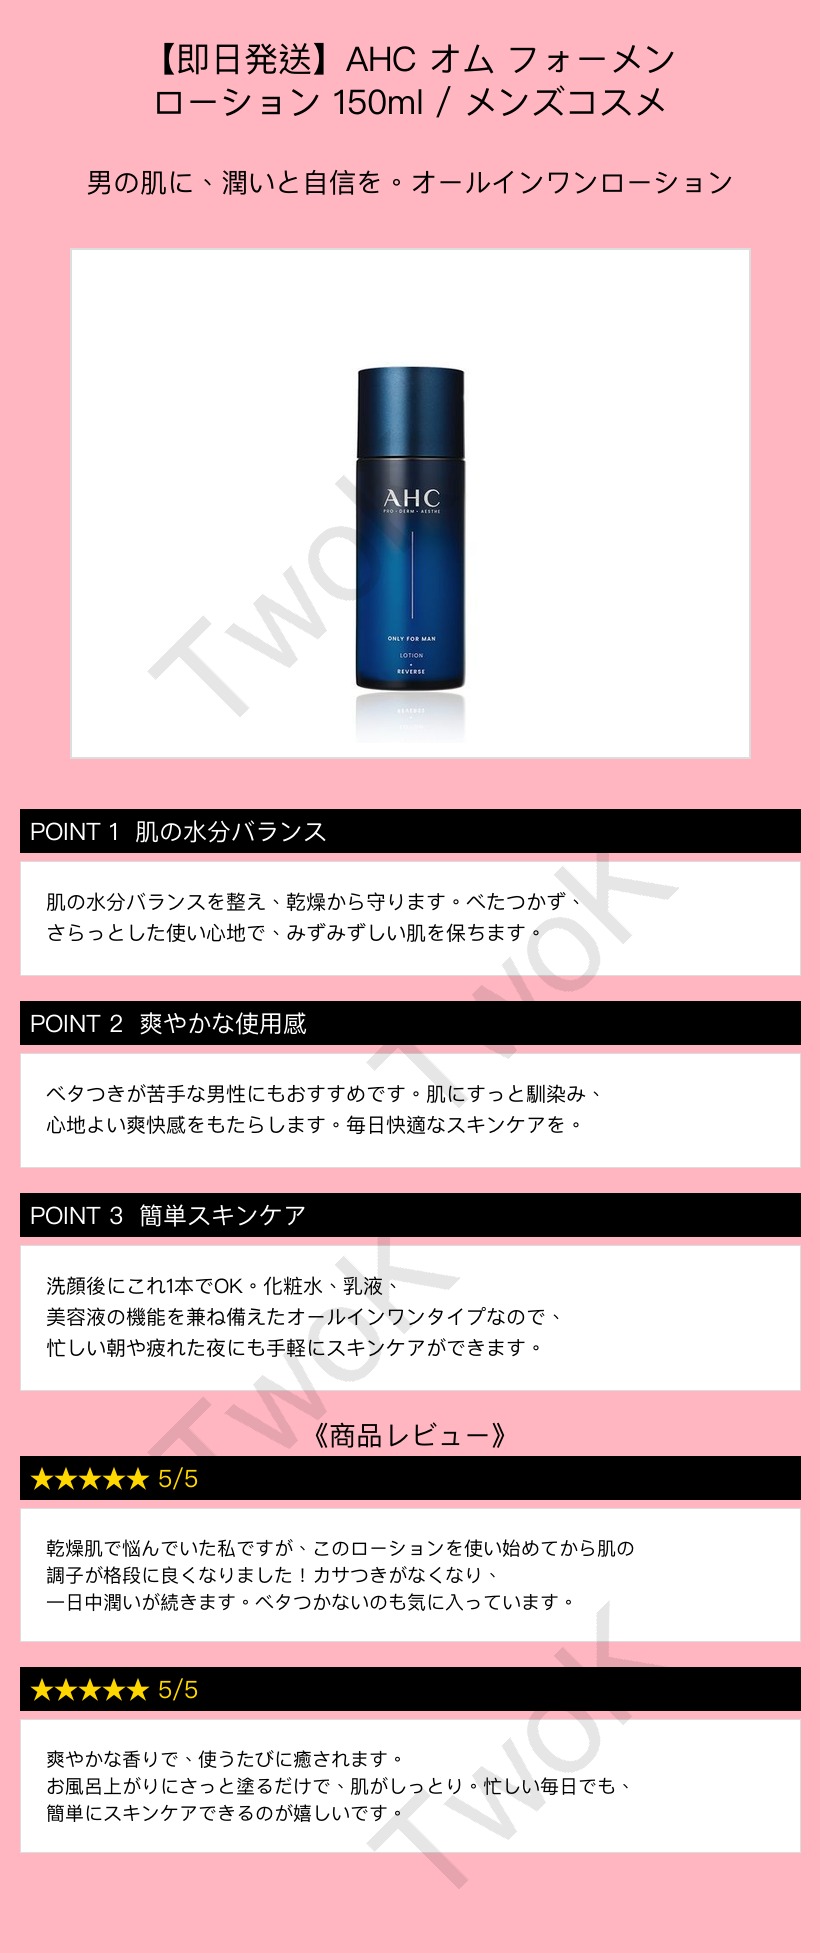 【即日発送】AHC オム フォーメン
ローション 150ml / メンズコスメ
男の肌に、潤いと自信を。オールインワンローション
AHC
PRO • DERM • AESTHE
ONLY FOR MAN
LOTION
•
REVERSE
TwoK
POINT 1 肌の水分バランス
肌の水分バランスを整え、乾燥から守ります。べたつかず、
さらっとした使い心地で、みずみずしい肌を保ちます。
TwoK
POINT 2 爽やかな使用感
ベタつきが苦手な男性にもおすすめです。肌にすっと馴染み、
心地よい爽快感をもたらします。毎日快適なスキンケアを。
POINT 3 簡単スキンケア
洗顔後にこれ1本でOK。化粧水、乳液、
美容液の機能を兼ね備えたオールインワンタイプなので、
忙しい朝や疲れた夜にも手軽にスキンケアができます。
TwoK
《商品レビュー》
★★★★★ 5/5
乾燥肌で悩んでいた私ですが、このローションを使い始めてから肌の
調子が格段に良くなりました！カサつきがなくなり、
一日中潤いが続きます。ベタつかないのも気に入っています。
★★★★★ 5/5
爽やかな香りで、使うたびに癒されます。
お風呂上がりにさっと塗るだけで、肌がしっとり。忙しい毎日でも、
簡単にスキンケアできるのが嬉しいです。
TwoK